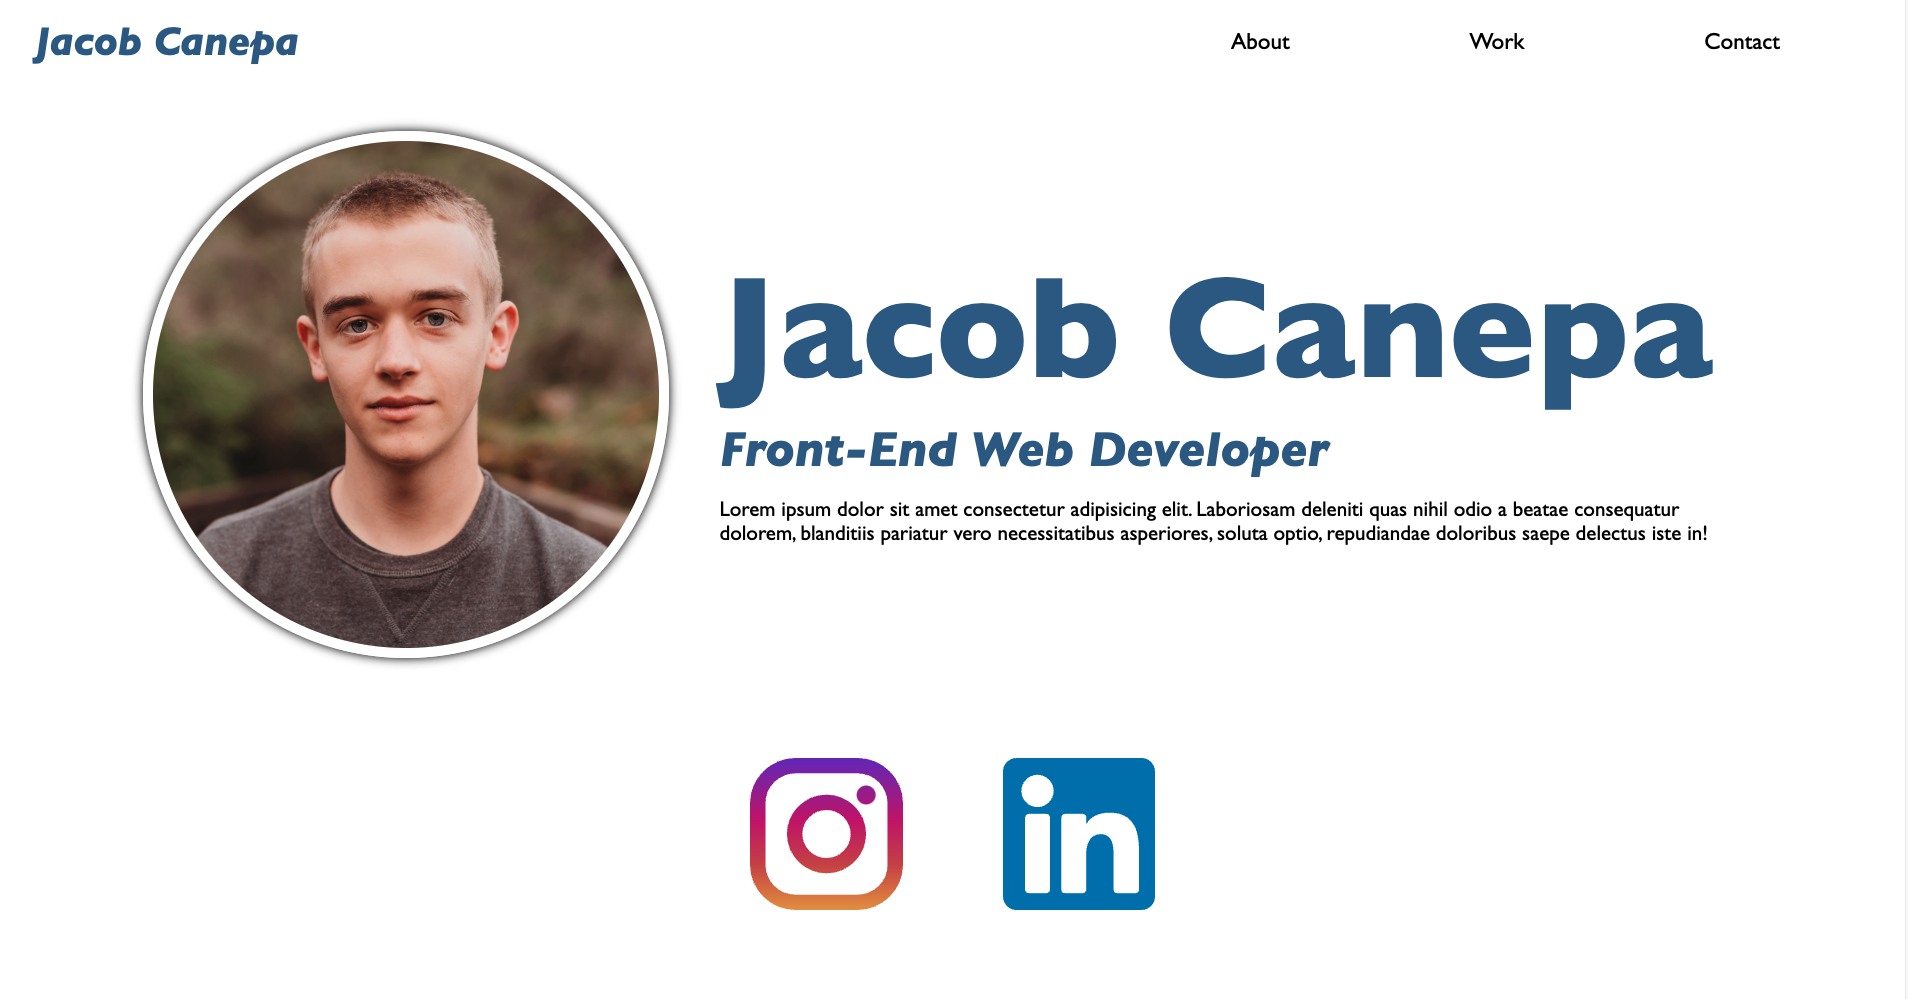 Jacob Canepa
About
Work
Contact
Jacob Canepa
Front-End Web Developer
Lorem ipsum dolor sit amet consectetur adipisicing elit. Laboriosam deleniti quas nihil odio a beatae consequatur
dolorem, blanditiis pariatur vero necessitatibus asperiores, soluta optio, repudiandae doloribus saepe delectus iste in!
in